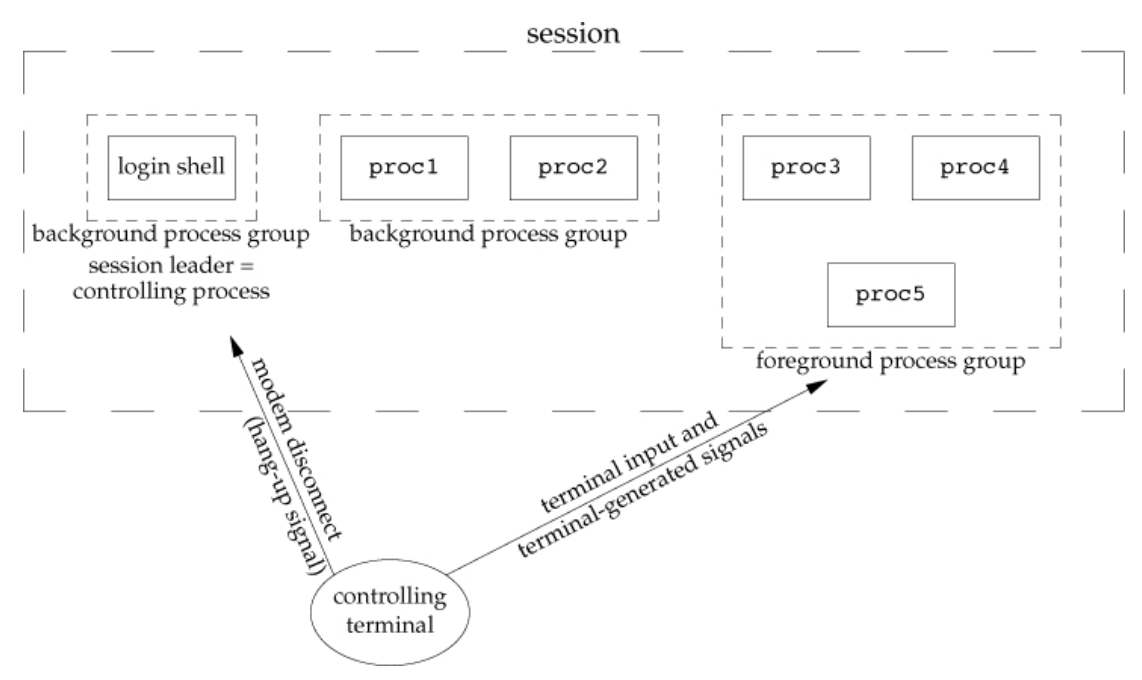 session
login shell
proc1
proc2
proc3
proc4
background process group
background process group
session leader =
controlling process
proc5
foreground process group
modem disconnect
(hang-up signal)
terminal input and
terminal-generated signals
controlling
terminal